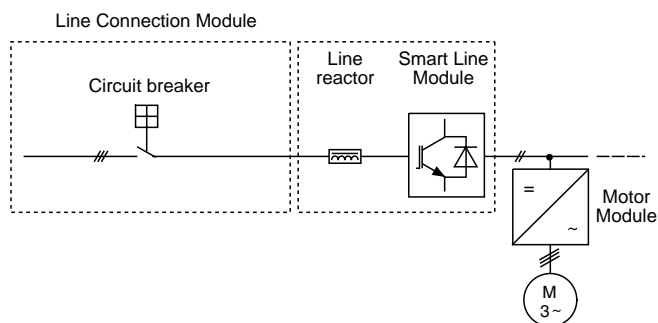 Line Connection Module
Line
reactor
Smart Line
Module
Circuit breaker
=
~
Motor
Module
M
3~